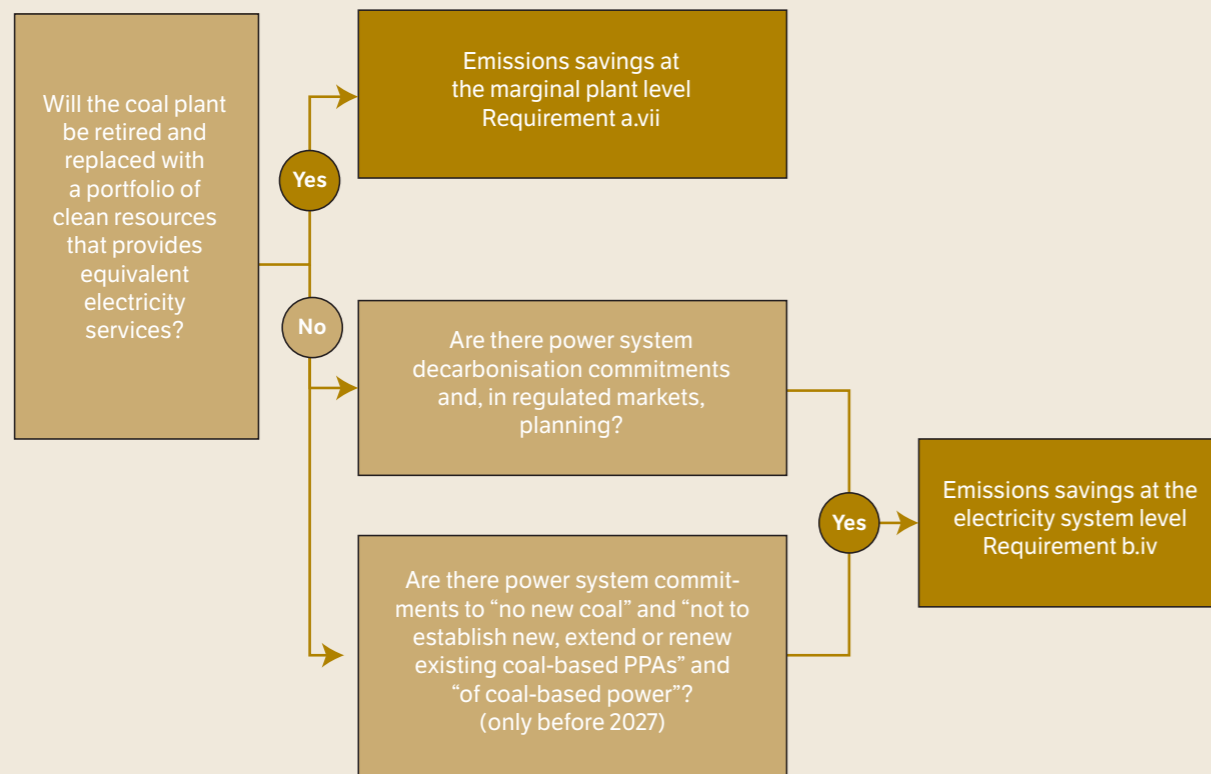 Will the coal plant
be retired and
replaced with
a portfolio of
clean resources
that provides
equivalent
electricity
services?
Yes
Emissions savings at
the marginal plant level
Requirement a.vii
No
Are there power system
decarbonisation commitments
and, in regulated markets,
planning?
Are there power system commit-
ments to “no new coal” and “not to
establish new, extend or renew
existing coal-based PPAs” and
“of coal-based power”?
(only before 2027)
Yes
Emissions savings at the
electricity system level
Requirement b.iv